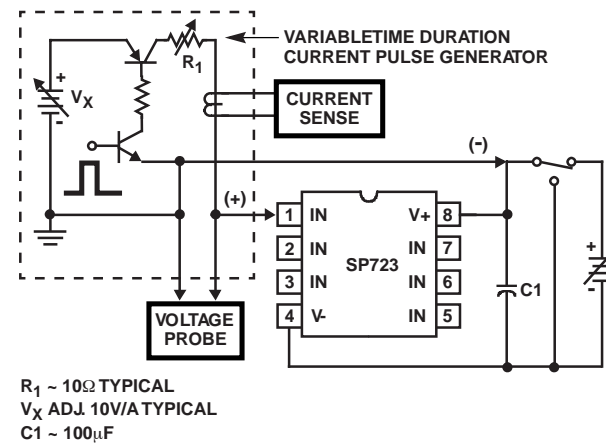 VARIABLETIME DURATION
CURRENT PULSE GENERATOR
R1
+
VX
-
CURRENT
SENSE
(-)
(+)
1 IN V+ 8
2 IN IN 7
SP723
3 IN IN 6
4 V- IN 5
+
-
C1
VOLTAGE
PROBE
R1 ~ 10Ω TYPICAL
VX ADJ. 10V/A TYPICAL
C1 ~ 100μF